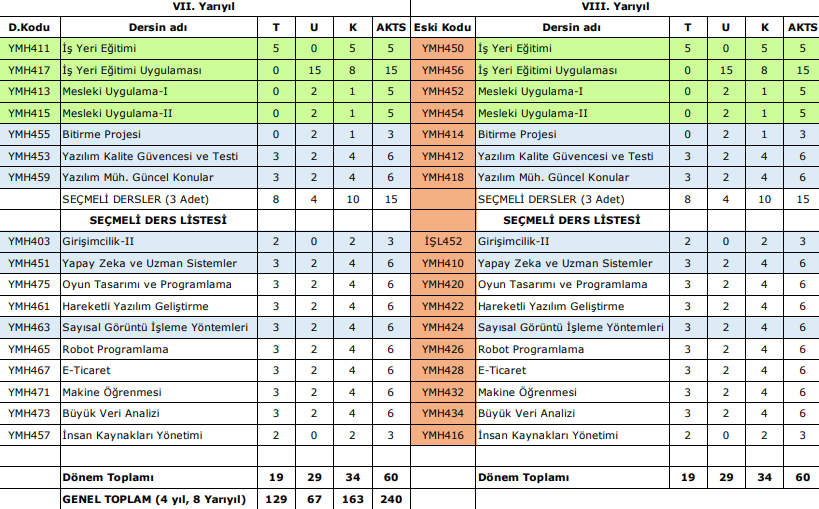 VII. Yarıyıl VIII. Yarıyıl
D.Kodu Dersin adı T U K AKTS Eski Kodu Dersin adı T U K AKTS
YMH411 İş Yeri Eğitimi 5 0 5 5 YMH450 İş Yeri Eğitimi 5 0 5 5
YMH417 İş Yeri Eğitimi Uygulaması 0 15 8 15 YMH456 İş Yeri Eğitimi Uygulaması 0 15 8 15
YMH413 Mesleki Uygulama-I 0 2 1 5 YMH452 Mesleki Uygulama-I 0 2 1 5
YMH415 Mesleki Uygulama-II 0 2 1 5 YMH454 Mesleki Uygulama-II 0 2 1 5
YMH455 Bitirme Projesi 0 2 1 3 YMH414 Bitirme Projesi 0 2 1 3
YMH453 Yazılım Kalite Güvencesi ve Testi 3 2 4 6 YMH412 Yazılım Kalite Güvencesi ve Testi 3 2 4 6
YMH459 Yazılım Müh. Güncel Konular 3 2 4 6 YMH418 Yazılım Müh. Güncel Konular 3 2 4 6
SEÇMELİ DERSLER (3 Adet) 8 4 10 15 SEÇMELİ DERSLER (3 Adet) 8 4 10 15
SEÇMELİ DERS LİSTESİ SEÇMELİ DERS LİSTESİ
YMH403 Girişimcilik-II 2 0 2 3 İŞL452 Girişimcilik-II 2 0 2 3
YMH451 Yapay Zeka ve Uzman Sistemler 3 2 4 6 YMH410 Yapay Zeka ve Uzman Sistemler 3 2 4 6
YMH475 Oyun Tasarımı ve Programlama 3 2 4 6 YMH420 Oyun Tasarımı ve Programlama 3 2 4 6
YMH461 Hareketli Yazılım Geliştirme 3 2 4 6 YMH422 Hareketli Yazılım Geliştirme 3 2 4 6
YMH463 Sayısal Görüntü İşleme Yöntemleri 3 2 4 6 YMH424 Sayısal Görüntü İşleme Yöntemleri 3 2 4 6
YMH465 Robot Programlama 3 2 4 6 YMH426 Robot Programlama 3 2 4 6
YMH467 E-Ticaret 3 2 4 6 YMH428 E-Ticaret 3 2 4 6
YMH471 Makine Öğrenmesi 3 2 4 6 YMH432 Makine Öğrenmesi 3 2 4 6
YMH473 Büyük Veri Analizi 3 2 4 6 YMH434 Büyük Veri Analizi 3 2 4 6
YMH457 İnsan Kaynakları Yönetimi 2 0 2 3 YMH416 İnsan Kaynakları Yönetimi 2 0 2 3
Dönem Toplamı 19 29 34 60 Dönem Toplamı 19 29 34 60
GENEL TOPLAM (4 yıl, 8 Yarıyıl) 129 67 163 240